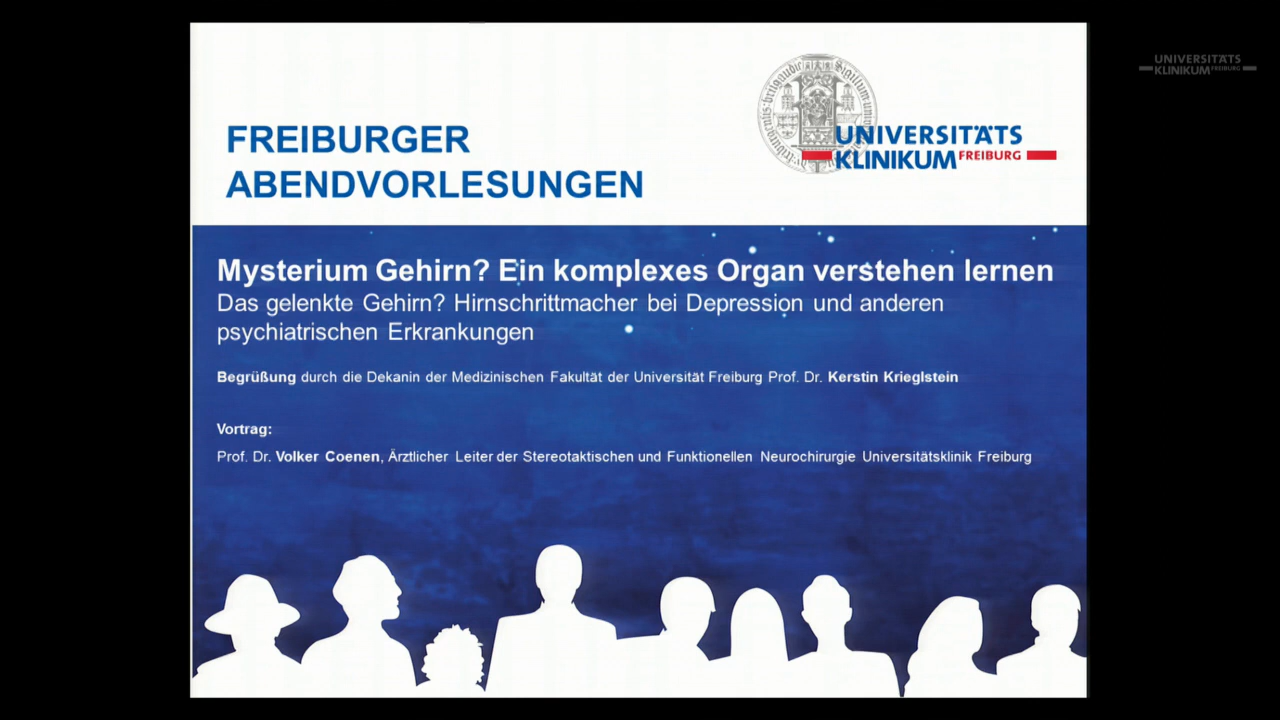 UNIVERSITÄTS
KLINIKUM FREIBURG
FREIBURGER
ABENDVORLESUNGEN
UNIVERSITÄTS
KLINIKUM FREIBURG
Mysterium Gehirn? Ein komplexes Organ verstehen lernen
Das gelenkte Gehirn? Hirnschrittmacher bei Depression und anderen
psychiatrischen Erkrankungen
Begrüßung durch die Dekanin der Medizinischen Fakultät der Universität Freiburg Prof. Dr. Kerstin Krieglstein
Vortrag:
Prof. Dr. Volker Coenen, Ärztlicher Leiter der Stereotaktischen und Funktionellen Neurochirurgie Universitätsklinik Freiburg